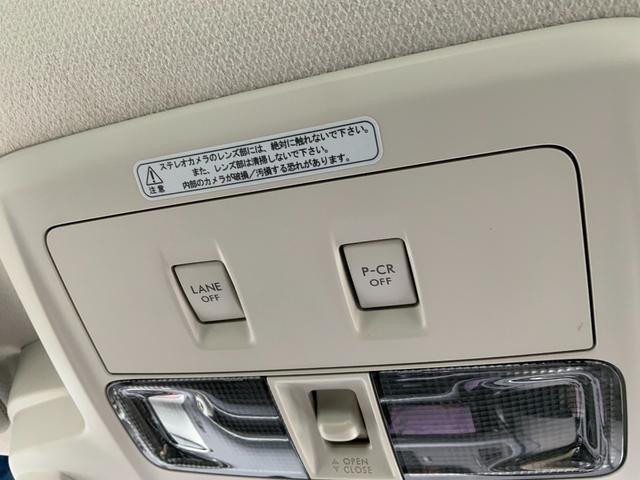 ステレオカメラのレンズ部には、絶対に触れないで下さい。
また、レンズ部は清掃しないで下さい。
内部のカメラが破損/汚損する恐れがあります。
注意
LANE
OFF
P-CR
OFF
OPEN
CLOSE